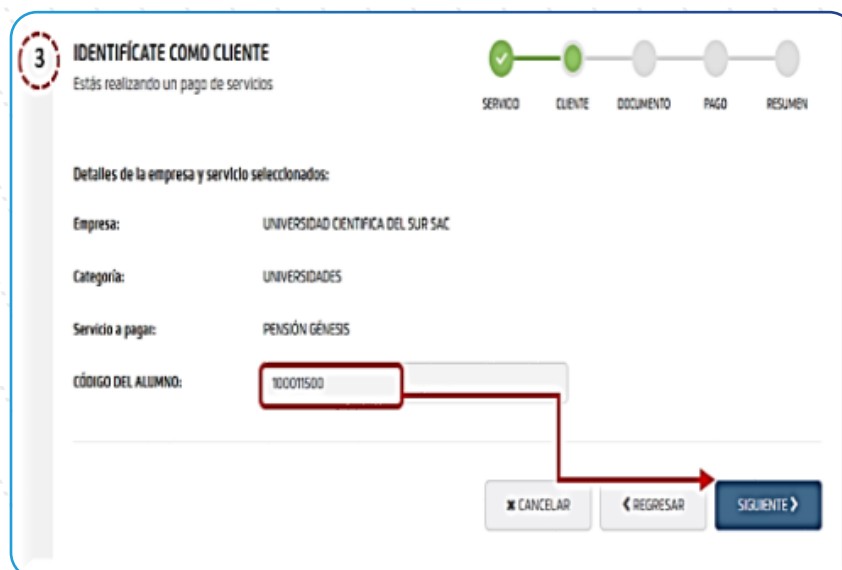 3
IDENTIFÍCATE COMO CLIENTE
Estás realizando un pago de servicios
SERVICIO CLIENTE DOCUMENTO PAGO RESUMEN
Detalles de la empresa y servicio seleccionados:
Empresa: UNIVERSIDAD CIENTIFICA DEL SUR SAC
Categoría: UNIVERSIDADES
Servicio a pagar: PENSIÓN GÉNESIS
CÓDIGO DEL ALUMNO: 100011500
✖ CANCELAR ❮ REGRESAR SIGUIENTE ❯